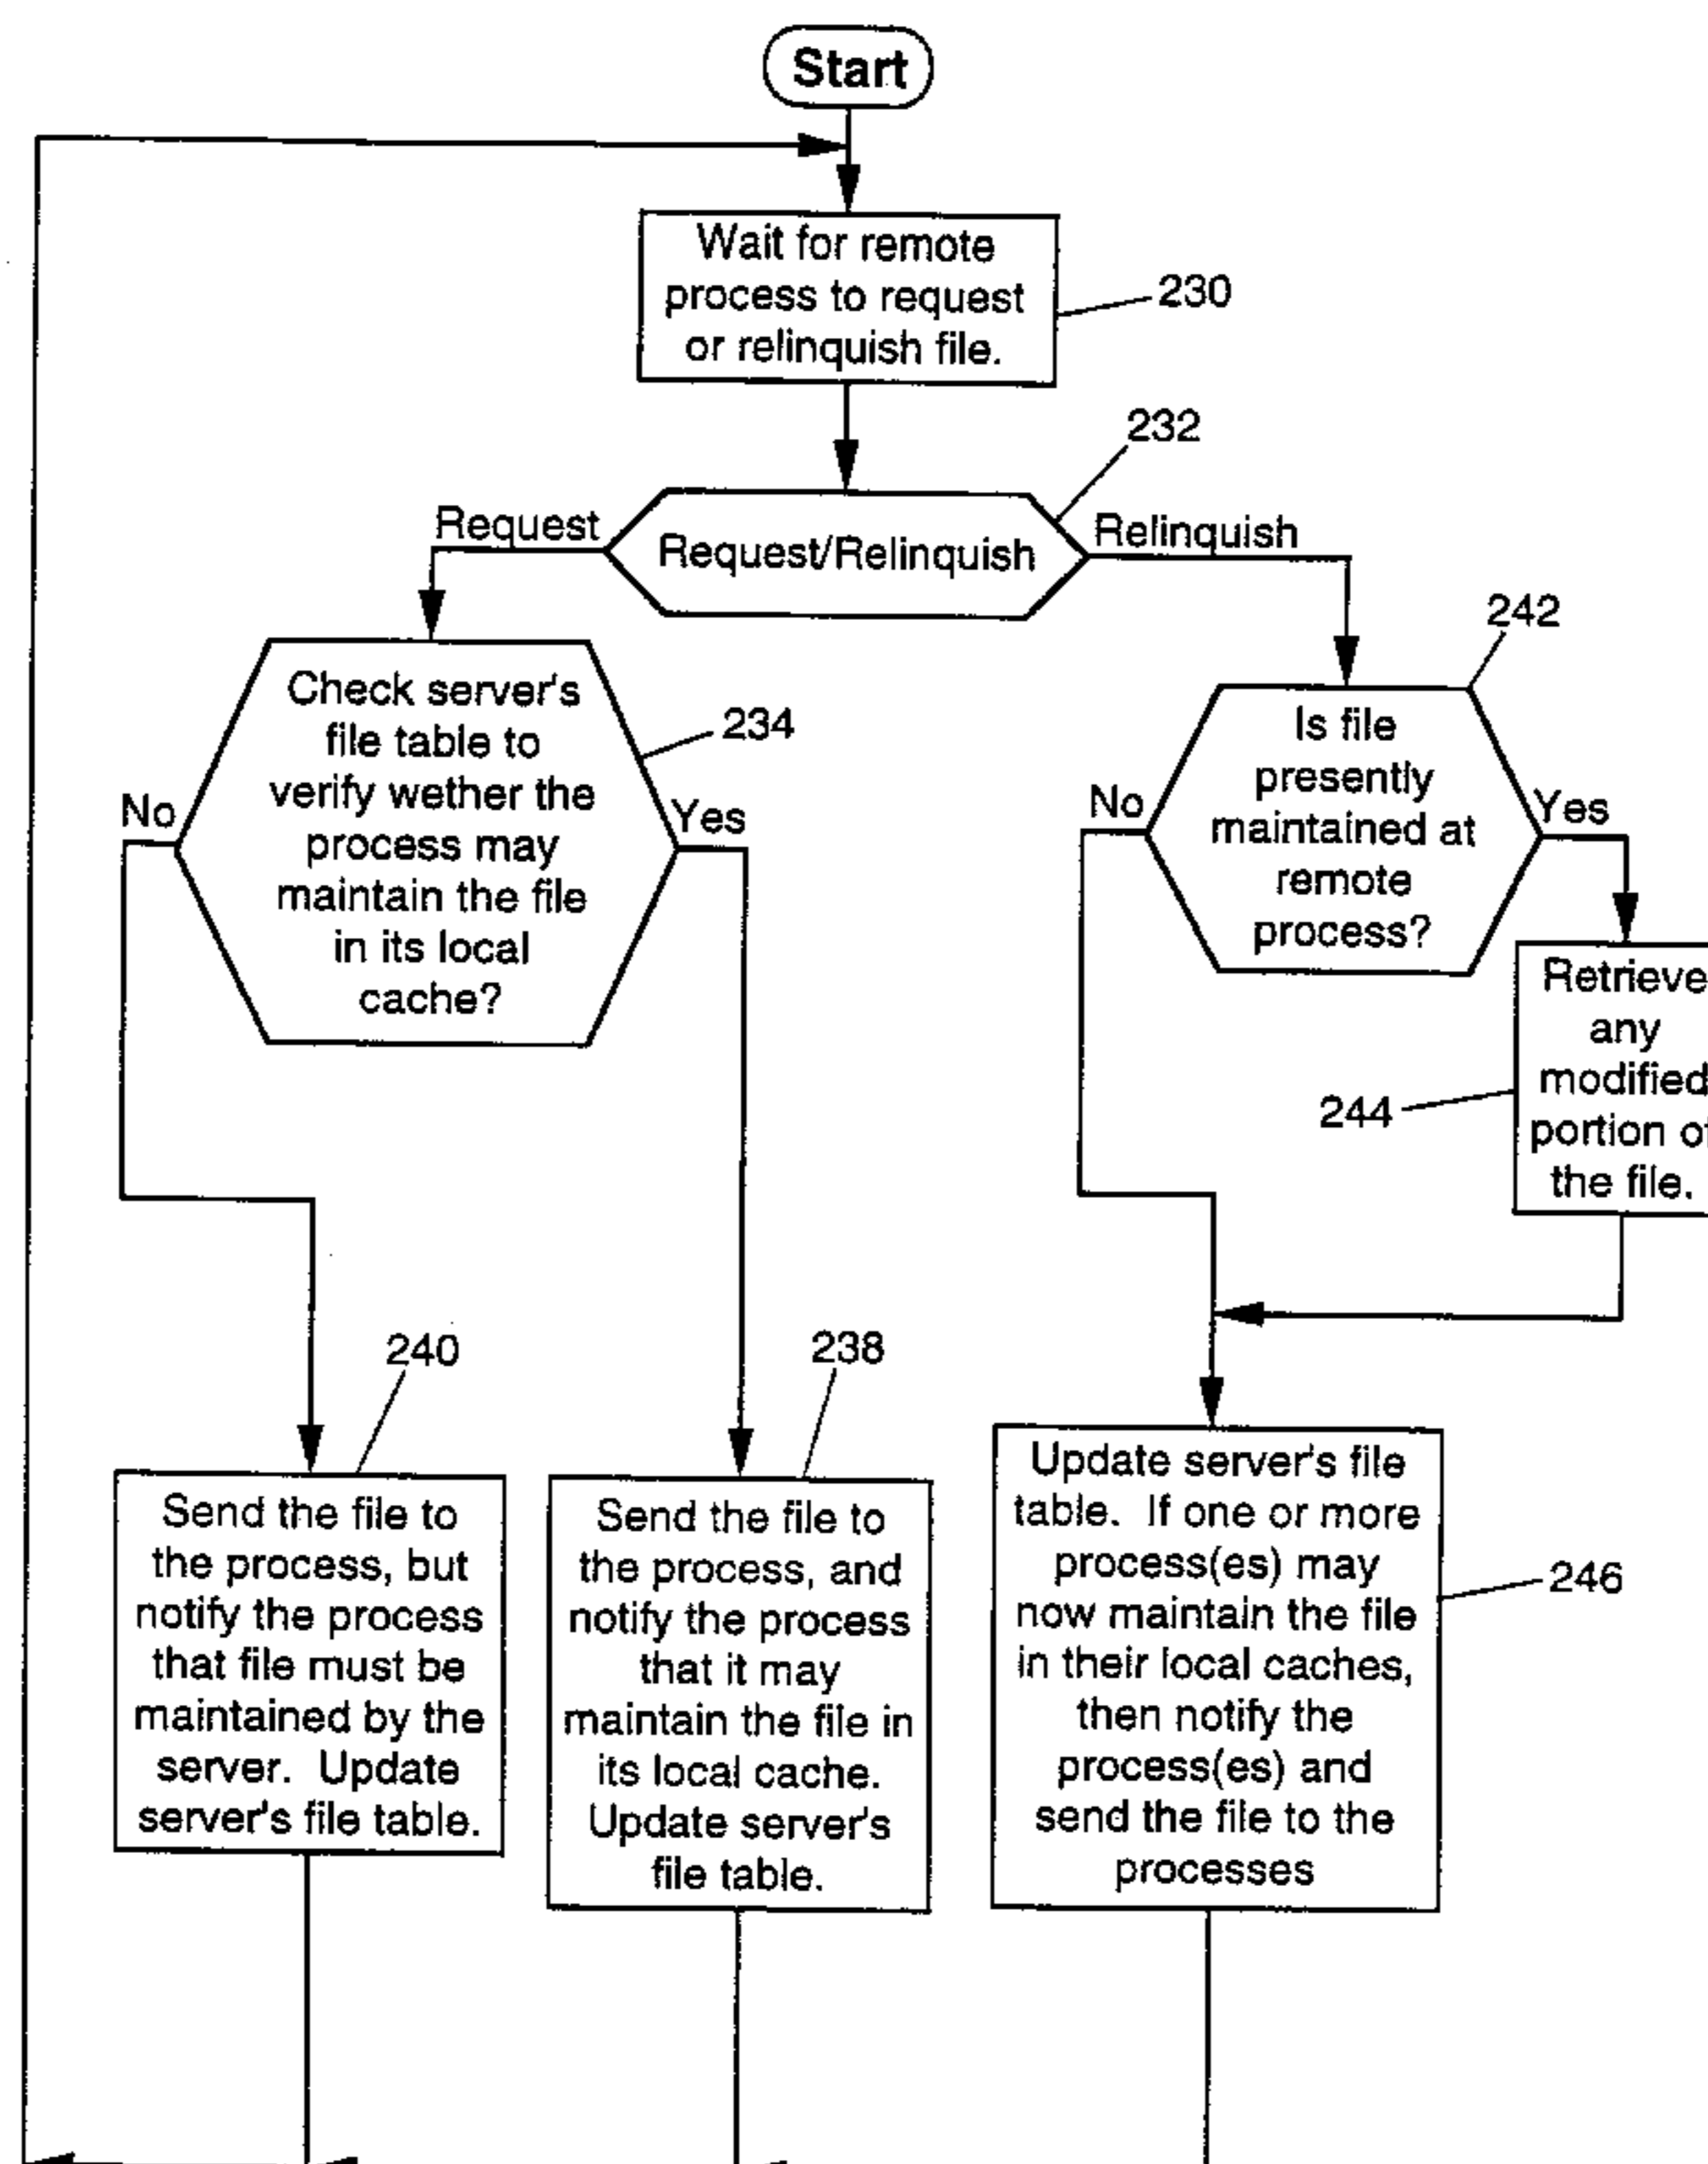 Start
Wait for remote
process to request
or relinquish file.
230
232
Request
Request/Relinquish
Relinquish
242
Check server's
file table to
verify wether the
process may
maintain the file
in its local
cache?
234
No
Yes
Is file
presently
maintained at
remote
process?
No
Yes
Retrieve
any
modified
portion of
the file.
244
240
238
Send the file to
the process, but
notify the process
that file must be
maintained by the
server. Update
server's file table.
Send the file to
the process, and
notify the process
that it may
maintain the file in
its local cache.
Update server's
file table.
Update server's file
table. If one or more
process(es) may
now maintain the file
in their local caches,
then notify the
process(es) and
send the file to the
processes
246